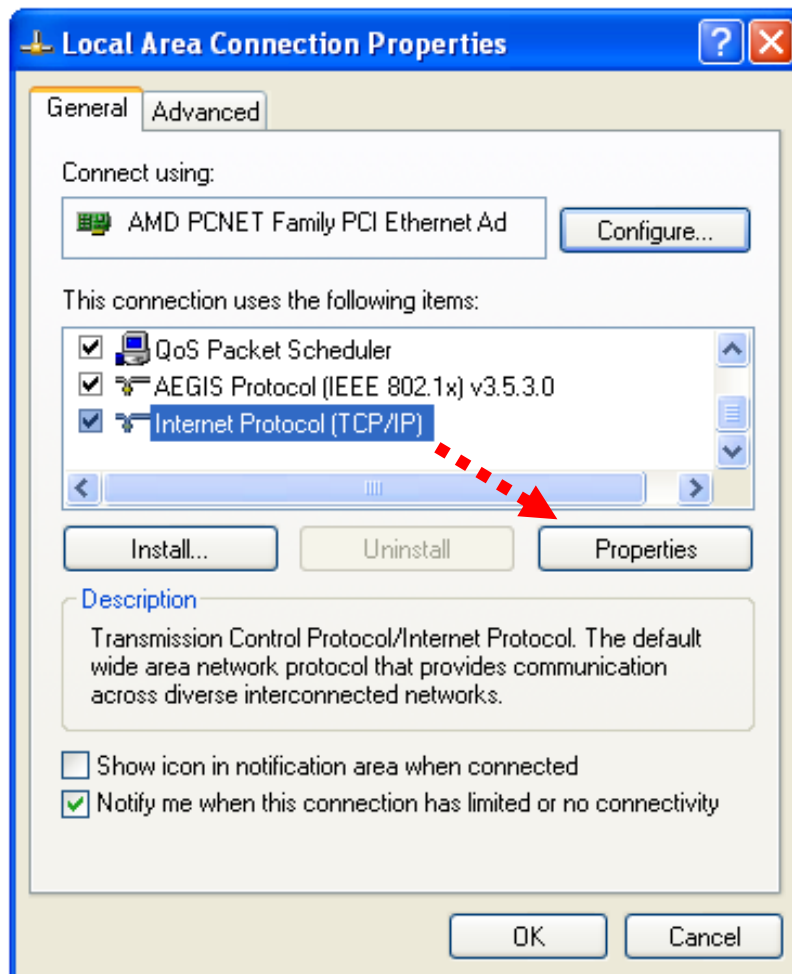 Local Area Connection Properties
General
Advanced
Connect using:
AMD PCNET Family PCI Ethernet Ad
Configure...
This connection uses the following items:
QoS Packet Scheduler
AEGIS Protocol (IEEE 802.1x) v3.5.3.0
Internet Protocol (TCP/IP)
Install...
Uninstall
Properties
Description
Transmission Control Protocol/Internet Protocol. The default
wide area network protocol that provides communication
across diverse interconnected networks.
Show icon in notification area when connected
Notify me when this connection has limited or no connectivity
OK
Cancel